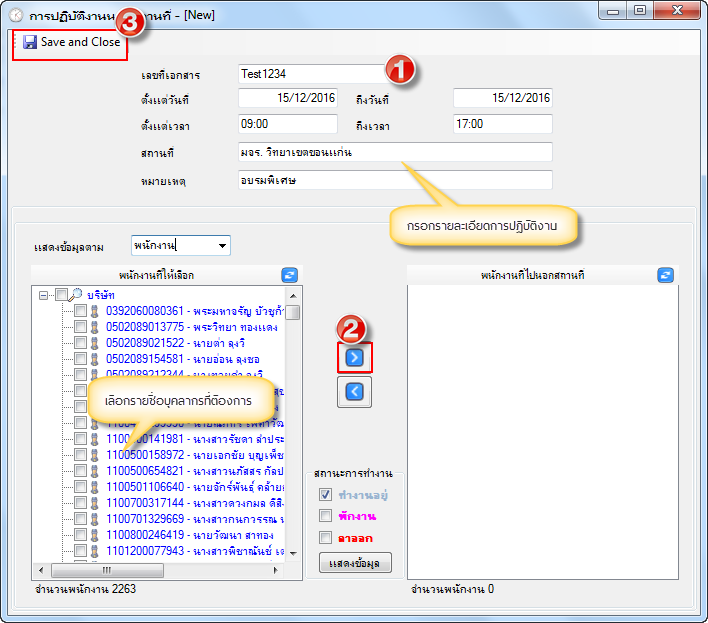 การปฏิบัติงานน งานที่ - [New]
3
Save and Close
1
เลขที่เอกสาร Test1234
ตั้งแต่วันที่ 15/12/2016 ถึงวันที่ 15/12/2016
ตั้งแต่เวลา 09:00 ถึงเวลา 17:00
สถานที่ มจร. วิทยาเขตขอนแก่น
หมายเหตุ อบรมพิเศษ
กรอกรายละเอียดการปฏิบัติงาน
แสดงข้อมูลตาม พนักงาน
พนักงานที่ให้เลือก
พนักงานที่ไปนอกสถานที่
บริษัท
0392060080361 - พระมหาจรัญ บัวชูก้า
0502089013775 - พระวิทยา ทองแดง
0502089021522 - นายต่า ลุงวิ
0502089154581 - นายอ่อน ลุงซอ
0502089212344
2
เลือกรายชื่อบุคลากรที่ต้องการ
141981 - นางสาวรัชดา ลำประ
1100500158972 - นายเอกชัย บุญเพ็ช
1100500654821 - นางสาวนภัสสร กัลป
1100501106640 - นายจักร์พันธุ์ คล้าย
1100700317144 - นางสาวดวงกมล ดีสิ
1100701329669 - นางสาวกนกวรรณ
1100800246419 - นายวัฒนา สาทอง
1101200077943 - นางสาวพิชาณันช์ เต
สถานะการทำงาน
ทำงานอยู่
พักงาน
ลาออก
แสดงข้อมูล
จำนวนพนักงาน 2263
จำนวนพนักงาน 0